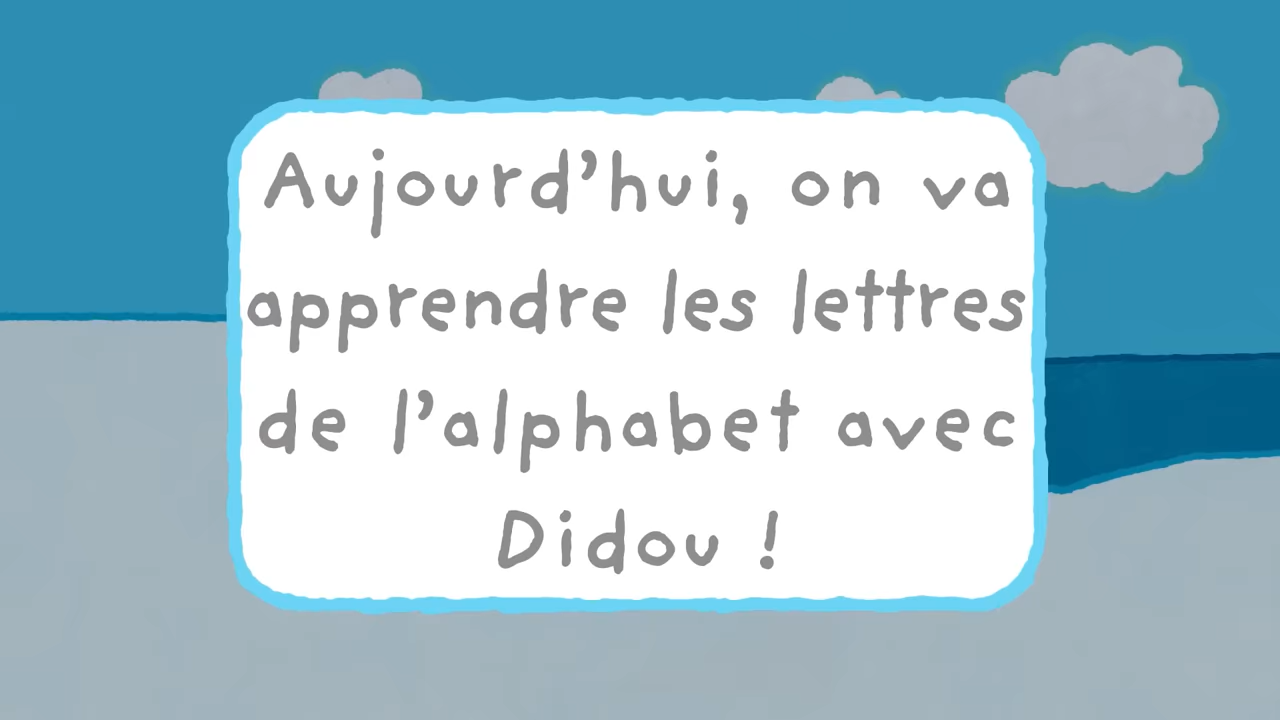 Aujourd’hui, on va
apprendre les lettres
de l’alphabet avec
Didou !